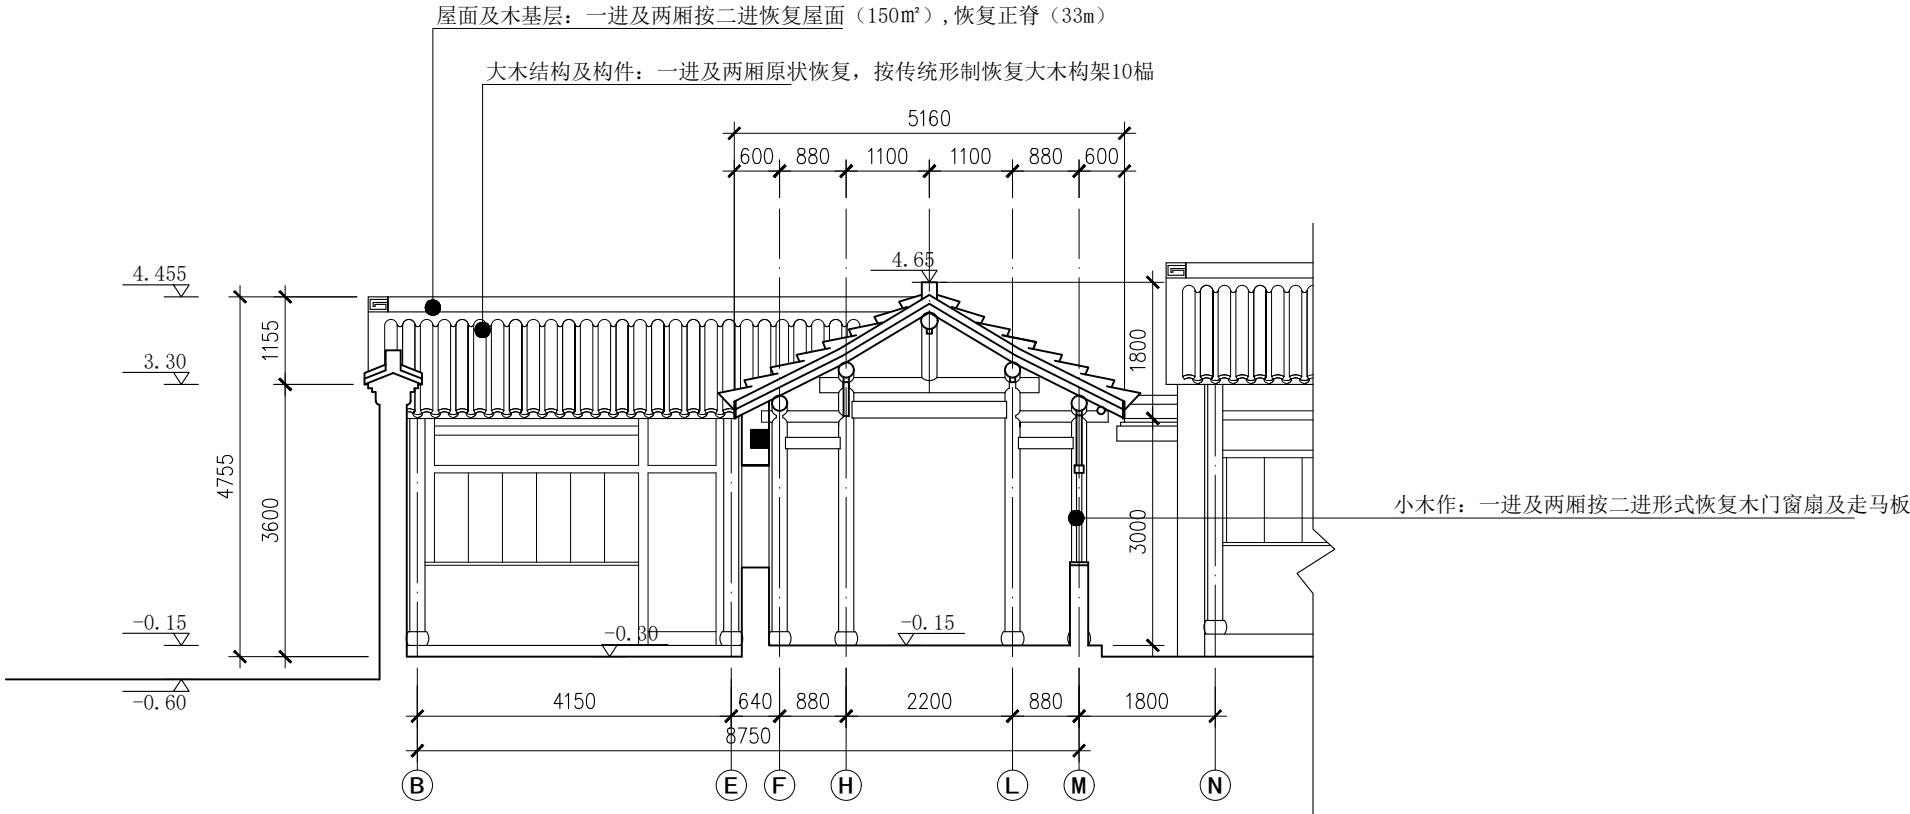 屋面及木基层：一进及两厢按二进恢复屋面（150㎡）,恢复正脊（33m）
大木结构及构件：一进及两厢原状恢复，按传统形制恢复大木构架10榀
5160
600 880 1100 1100 880 600
4.65
4.455
1155
1800
3.30
4755
3600
小木作：一进及两厢按二进形式恢复木门窗扇及走马板
3000
-0.15
-0.30
-0.15
-0.60
4150 640 880 2200 880 1800
8750
B E F H L M N